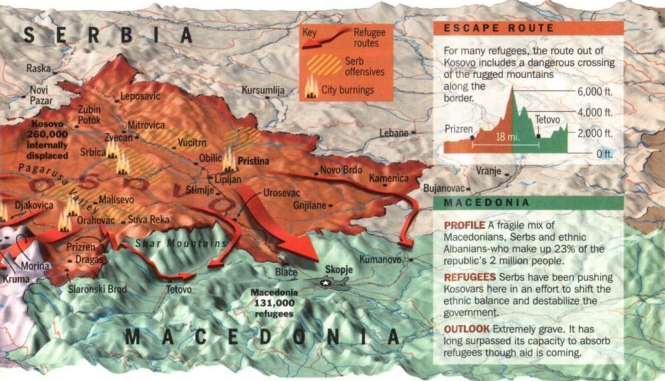 SERBIA
Key
Refugee
routes
Serb
offensives
City burnings
Raska
Novi
Pazar
Leposavic
Kursumlija
Zubin
Potok
Kosovo
260,000
internally
displaced
Mitrovica
Zvecan
Vucitrn
Srbica
Obilic
Pristina
Lebane
Pagarusa Valley
KOSOVO
Lipljan
Novo Brdo
Kamenica
Vranje
Bujanovac
Stimlje
Urosevac
Gnjilane
Djakovica
Malisevo
Orahovac
Suva Reka
Shar Mountains
Prizren
Dragas
Morina
Kruma
Slaronski Brod
Tetovo
Blace
Skopje
Kumanovo
Macedonia
131,000
refugees
MACEDONIA
ESCAPE ROUTE
For many refugees, the route out of
Kosovo includes a dangerous crossing
of the rugged mountains
along the
border.
6,000 ft.
4,000 ft.
2,000 ft.
0 ft.
Prizren
Tetovo
18 mi.
MACEDONIA
PROFILE A fragile mix of
Macedonians, Serbs and ethnic
Albanians-who make up 23% of the
republic's 2 million people.
REFUGEES Serbs have been pushing
Kosovars here in an effort to shift the
ethnic balance and destabilize the
government.
OUTLOOK Extremely grave. It has
long surpassed its capacity to absorb
refugees though aid is coming.